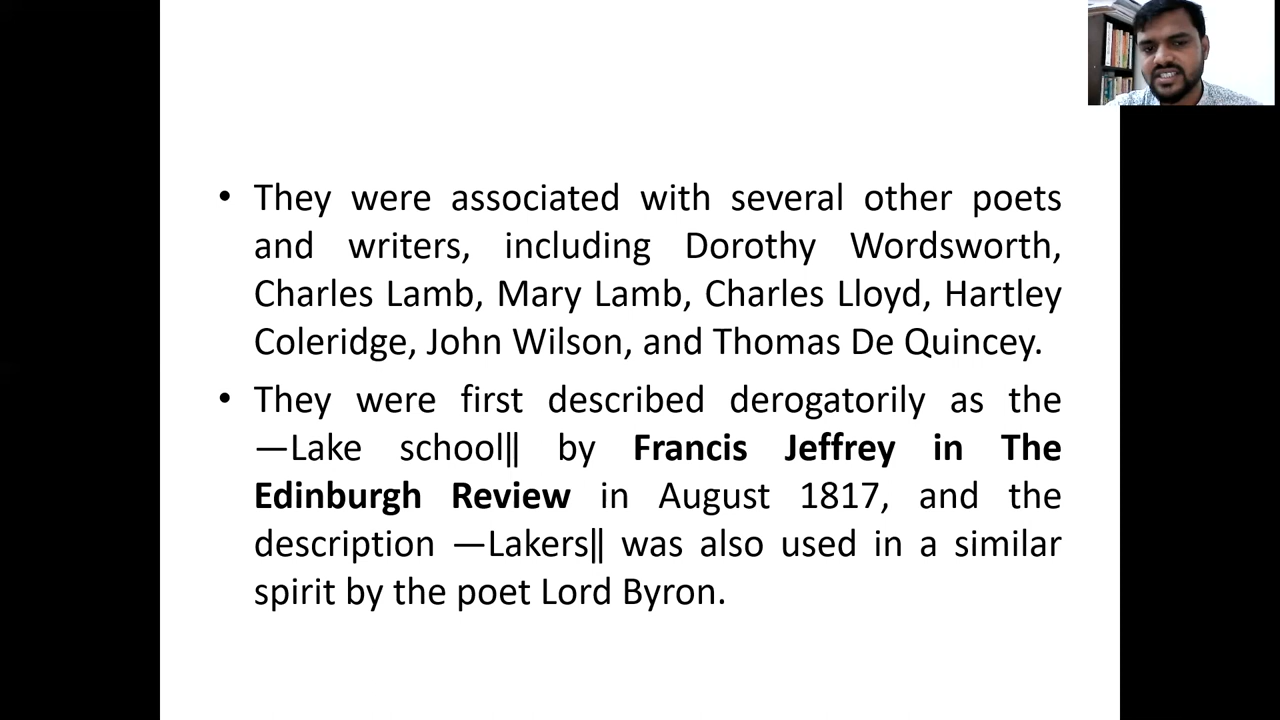 • They were associated with several other poets
and writers, including Dorothy Wordsworth,
Charles Lamb, Mary Lamb, Charles Lloyd, Hartley
Coleridge, John Wilson, and Thomas De Quincey.
• They were first described derogatorily as the
―Lake school‖ by Francis Jeffrey in The
Edinburgh Review in August 1817, and the
description ―Lakers‖ was also used in a similar
spirit by the poet Lord Byron.